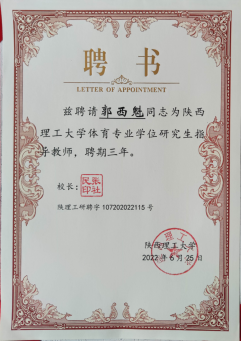 聘书
LETTER OF APPOINTMENT
兹聘请郭西魁同志为陕西
理工大学体育专业学位研究生指
导教师，聘期三年。
校长：
陕理工研聘字107202022115号
陕西理工大学
2022年6月25日